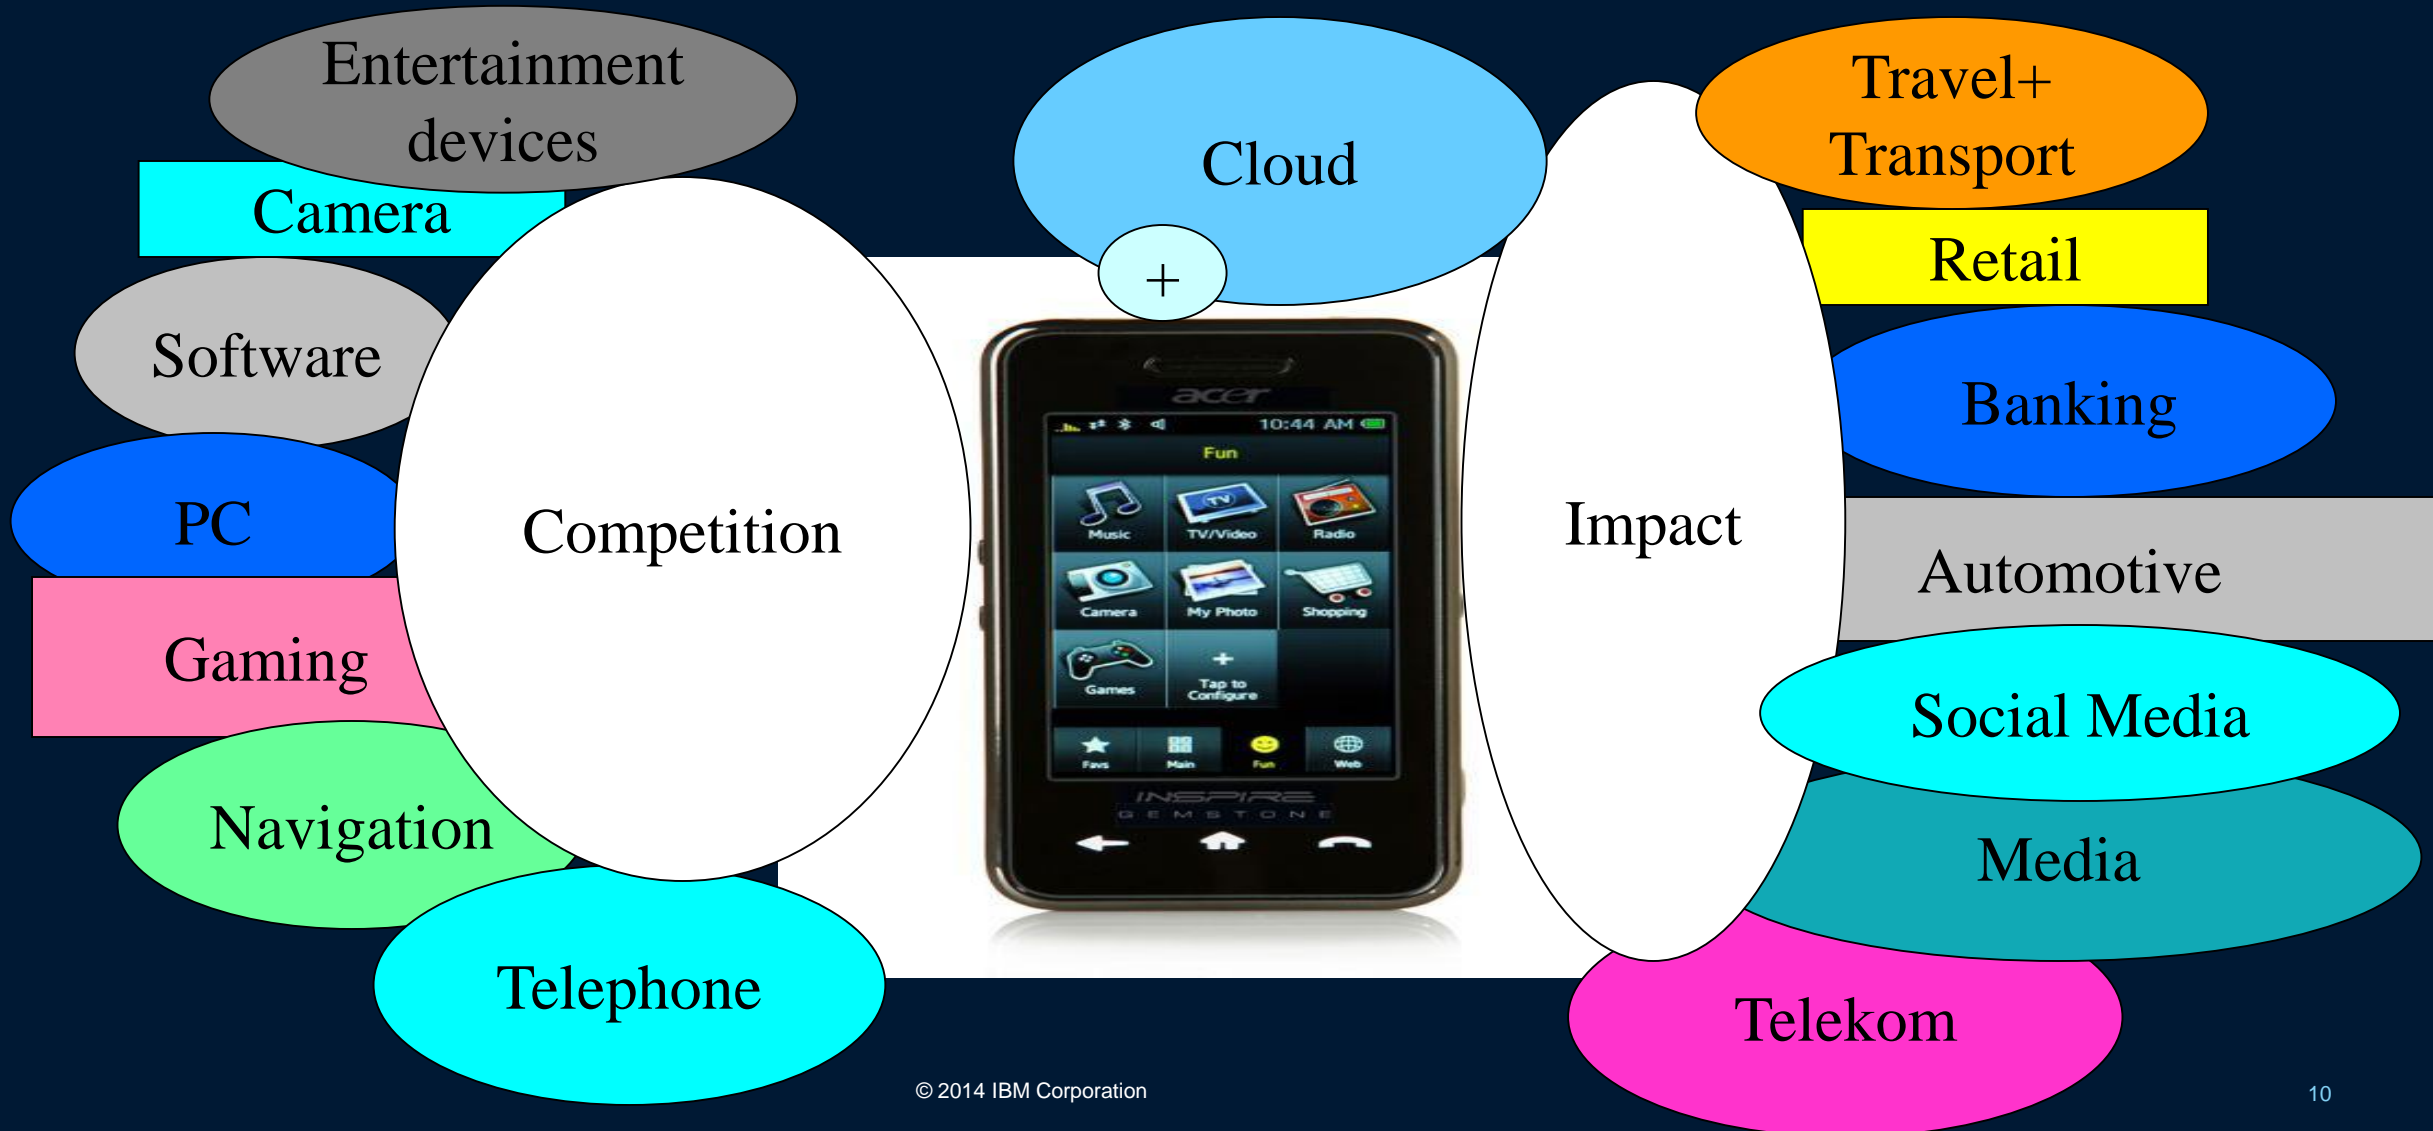 Entertainment
devices
Camera
Software
PC
Gaming
Navigation
Telephone
Competition
Cloud
+
acer
10:44 AM
Fun
Music
TV
TV/Video
Radio
Camera
My Photo
Shopping
Games
+
Tap to
Configure
Favs
Main
Fun
Web
INSPIRE
GEMSTONE
Impact
Travel+
Transport
Retail
Banking
Automotive
Social Media
Media
Telekom
© 2014 IBM Corporation
10